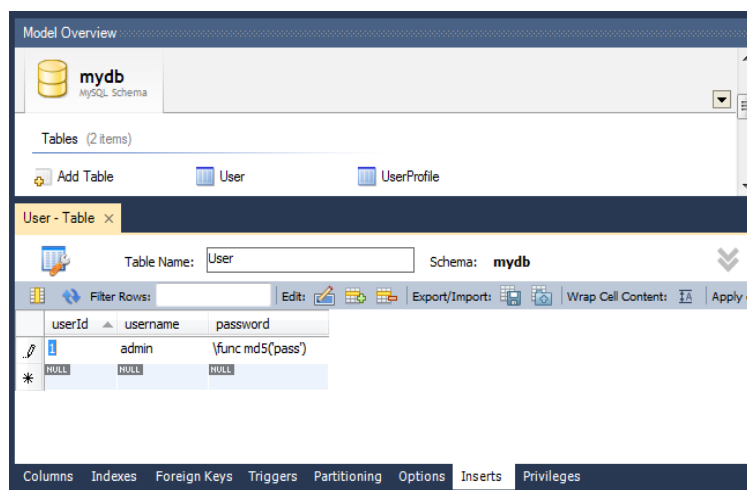 Model Overview
mydb
MySQL Schema
Tables (2 items)
Add Table User UserProfile
User - Table ×
Table Name: User Schema: mydb
Filter Rows: Edit: Export/Import: Wrap Cell Content: Apply
userId username password
1 admin \func md5('pass')
NULL NULL NULL
Columns Indexes Foreign Keys Triggers Partitioning Options Inserts Privileges